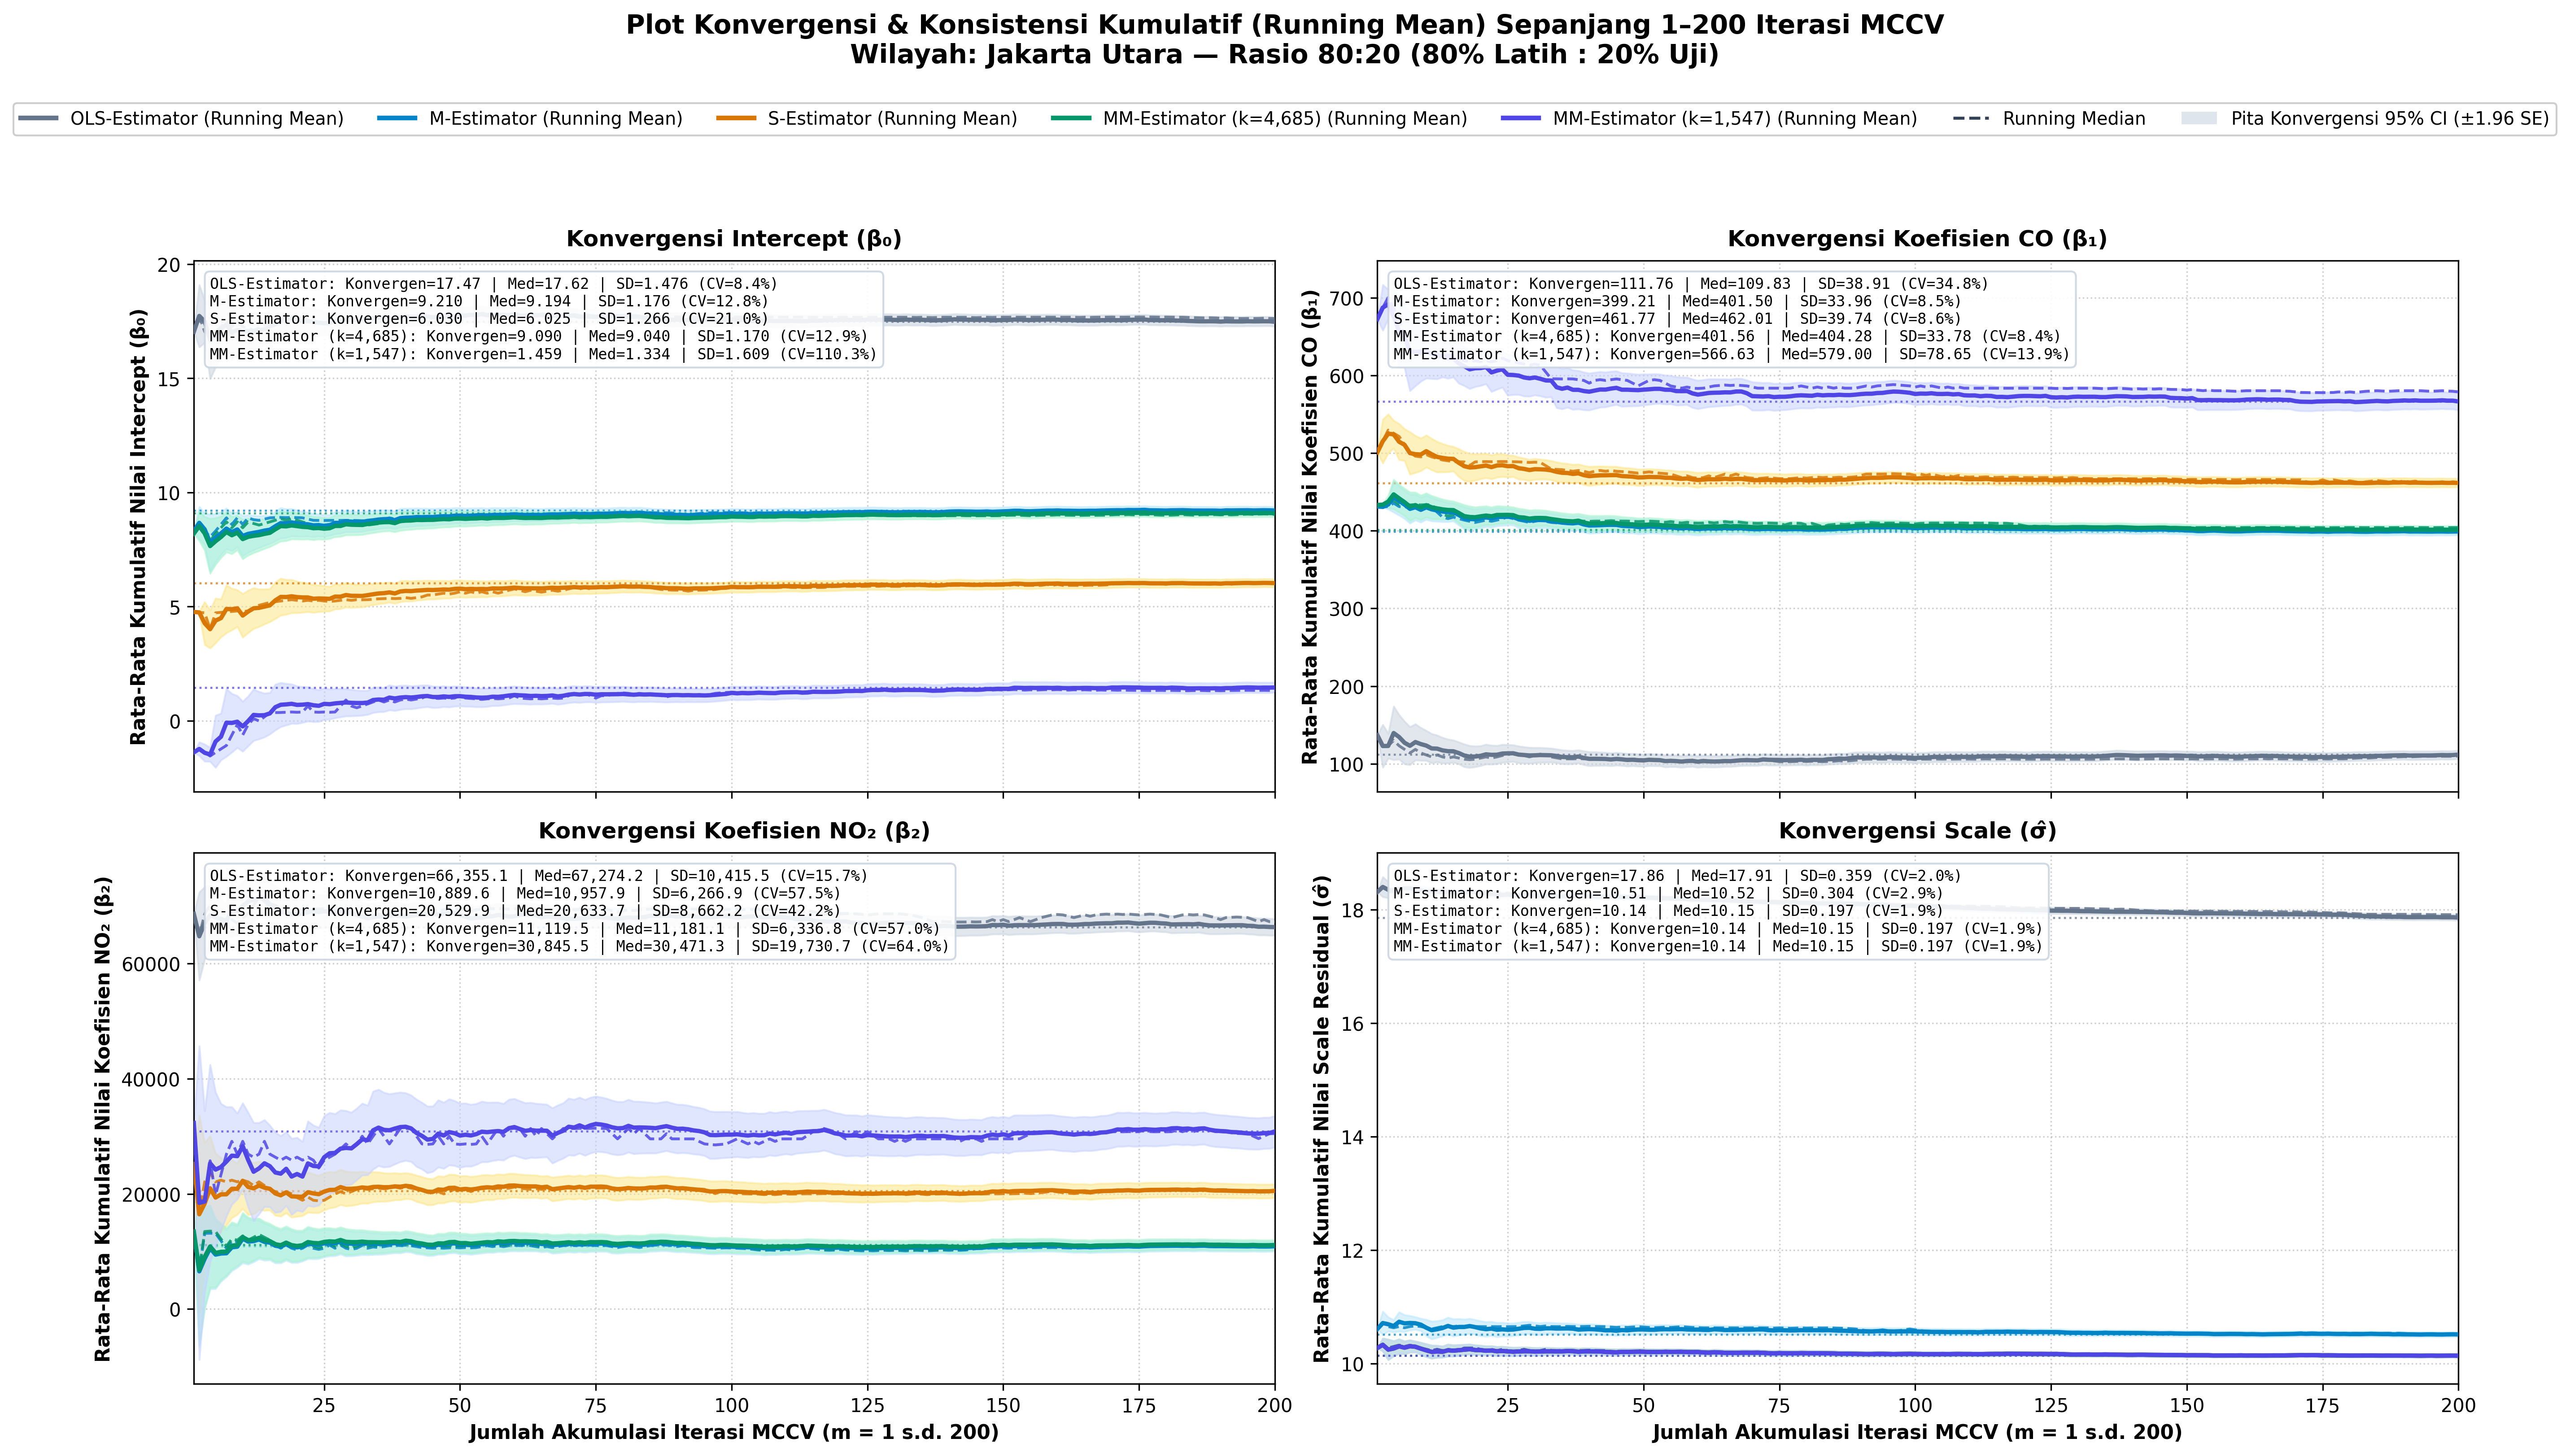 Plot Konvergensi & Konsistensi Kumulatif (Running Mean) Sepanjang 1–200 Iterasi MCCV
Wilayah: Jakarta Utara — Rasio 80:20 (80% Latih : 20% Uji)
OLS-Estimator (Running Mean)
M-Estimator (Running Mean)
S-Estimator (Running Mean)
MM-Estimator (k=4,685) (Running Mean)
MM-Estimator (k=1,547) (Running Mean)
Running Median
Pita Konvergensi 95% CI (±1.96 SE)
Konvergensi Intercept (β₀)
Rata-Rata Kumulatif Nilai Intercept (β₀)
20
15
10
5
0
OLS-Estimator: Konvergen=17.47 | Med=17.62 | SD=1.476 (CV=8.4%)
M-Estimator: Konvergen=9.210 | Med=9.194 | SD=1.176 (CV=12.8%)
S-Estimator: Konvergen=6.030 | Med=6.025 | SD=1.266 (CV=21.0%)
MM-Estimator (k=4,685): Konvergen=9.090 | Med=9.040 | SD=1.170 (CV=12.9%)
MM-Estimator (k=1,547): Konvergen=1.459 | Med=1.334 | SD=1.609 (CV=110.3%)
Konvergensi Koefisien CO (β₁)
Rata-Rata Kumulatif Nilai Koefisien CO (β₁)
700
600
500
400
300
200
100
OLS-Estimator: Konvergen=111.76 | Med=109.83 | SD=38.91 (CV=34.8%)
M-Estimator: Konvergen=399.21 | Med=401.50 | SD=33.96 (CV=8.5%)
S-Estimator: Konvergen=461.77 | Med=462.01 | SD=39.74 (CV=8.6%)
MM-Estimator (k=4,685): Konvergen=401.56 | Med=404.28 | SD=33.78 (CV=8.4%)
MM-Estimator (k=1,547): Konvergen=566.63 | Med=579.00 | SD=78.65 (CV=13.9%)
Konvergensi Koefisien NO₂ (β₂)
Rata-Rata Kumulatif Nilai Koefisien NO₂ (β₂)
60000
40000
20000
0
OLS-Estimator: Konvergen=66,355.1 | Med=67,274.2 | SD=10,415.5 (CV=15.7%)
M-Estimator: Konvergen=10,889.6 | Med=10,957.9 | SD=6,266.9 (CV=57.5%)
S-Estimator: Konvergen=20,529.9 | Med=20,633.7 | SD=8,662.2 (CV=42.2%)
MM-Estimator (k=4,685): Konvergen=11,119.5 | Med=11,181.1 | SD=6,336.8 (CV=57.0%)
MM-Estimator (k=1,547): Konvergen=30,845.5 | Med=30,471.3 | SD=19,730.7 (CV=64.0%)
25 50 75 100 125 150 175 200
Jumlah Akumulasi Iterasi MCCV (m = 1 s.d. 200)
Konvergensi Scale (σ̂)
Rata-Rata Kumulatif Nilai Scale Residual (σ̂)
18
16
14
12
10
OLS-Estimator: Konvergen=17.86 | Med=17.91 | SD=0.359 (CV=2.0%)
M-Estimator: Konvergen=10.51 | Med=10.52 | SD=0.304 (CV=2.9%)
S-Estimator: Konvergen=10.14 | Med=10.15 | SD=0.197 (CV=1.9%)
MM-Estimator (k=4,685): Konvergen=10.14 | Med=10.15 | SD=0.197 (CV=1.9%)
MM-Estimator (k=1,547): Konvergen=10.14 | Med=10.15 | SD=0.197 (CV=1.9%)
25 50 75 100 125 150 175 200
Jumlah Akumulasi Iterasi MCCV (m = 1 s.d. 200)